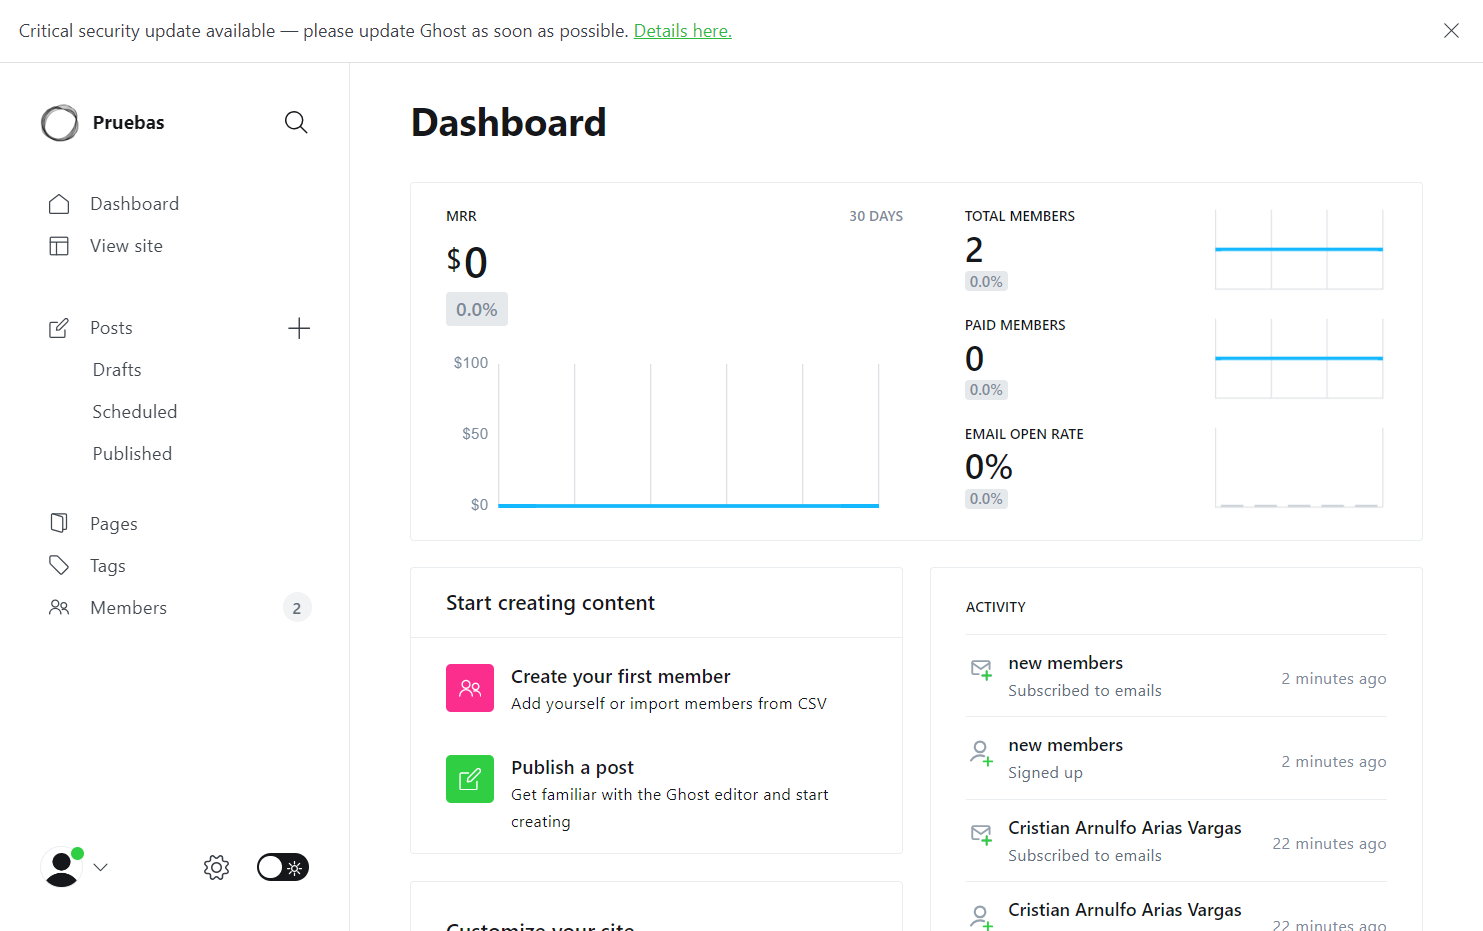 Critical security update available — please update Ghost as soon as possible. Details here.
Pruebas
Dashboard
View site
Posts
Drafts
Scheduled
Published
Pages
Tags
Members 2
Dashboard
MRR 30 DAYS
$0
0.0%
$100
$50
$0
TOTAL MEMBERS
2
0.0%
PAID MEMBERS
0
0.0%
EMAIL OPEN RATE
0%
0.0%
Start creating content
Create your first member
Add yourself or import members from CSV
Publish a post
Get familiar with the Ghost editor and start
creating
Customize your site
ACTIVITY
new members
Subscribed to emails
2 minutes ago
new members
Signed up
2 minutes ago
Cristian Arnulfo Arias Vargas
Subscribed to emails
22 minutes ago
Cristian Arnulfo Arias Vargas
22 minutes ago